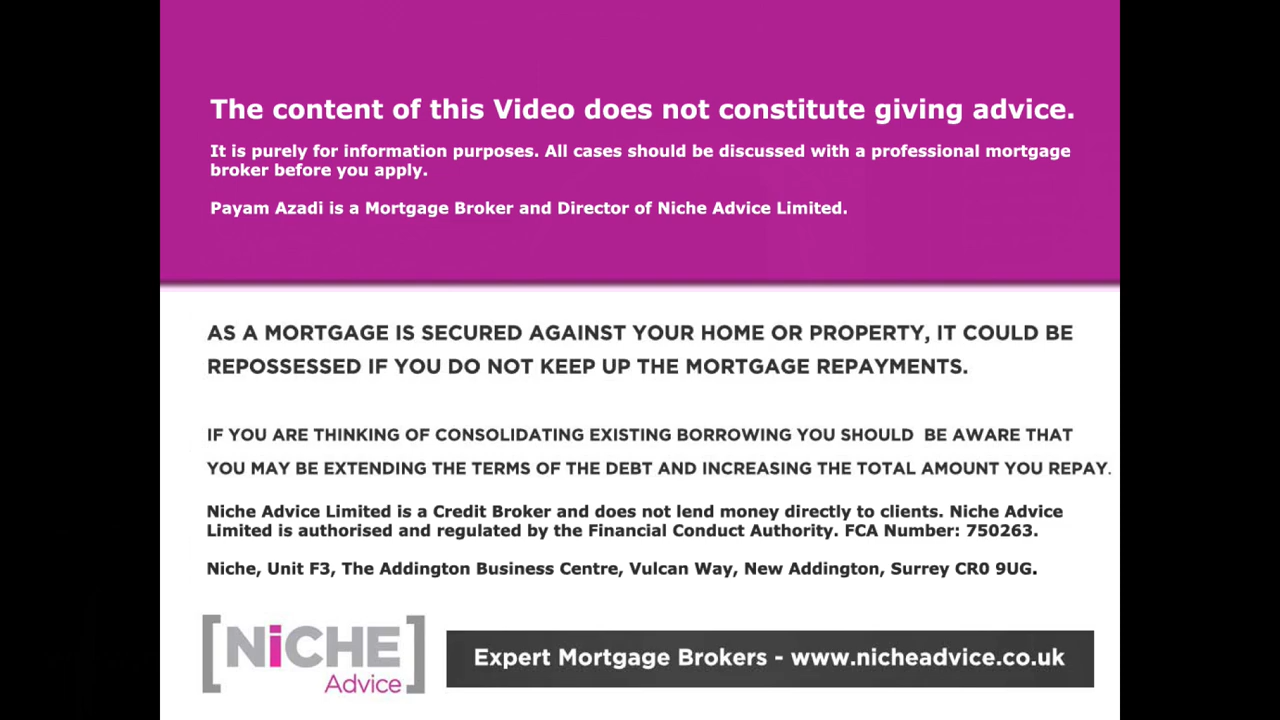 The content of this Video does not constitute giving advice.
It is purely for information purposes. All cases should be discussed with a professional mortgage
broker before you apply.
Payam Azadi is a Mortgage Broker and Director of Niche Advice Limited.
AS A MORTGAGE IS SECURED AGAINST YOUR HOME OR PROPERTY, IT COULD BE
REPOSSESSED IF YOU DO NOT KEEP UP THE MORTGAGE REPAYMENTS.
IF YOU ARE THINKING OF CONSOLIDATING EXISTING BORROWING YOU SHOULD  BE AWARE THAT
YOU MAY BE EXTENDING THE TERMS OF THE DEBT AND INCREASING THE TOTAL AMOUNT YOU REPAY.
Niche Advice Limited is a Credit Broker and does not lend money directly to clients. Niche Advice
Limited is authorised and regulated by the Financial Conduct Authority. FCA Number: 750263.
Niche, Unit F3, The Addington Business Centre, Vulcan Way, New Addington, Surrey CR0 9UG.
[NiCHE
Advice]
Expert Mortgage Brokers - www.nicheadvice.co.uk